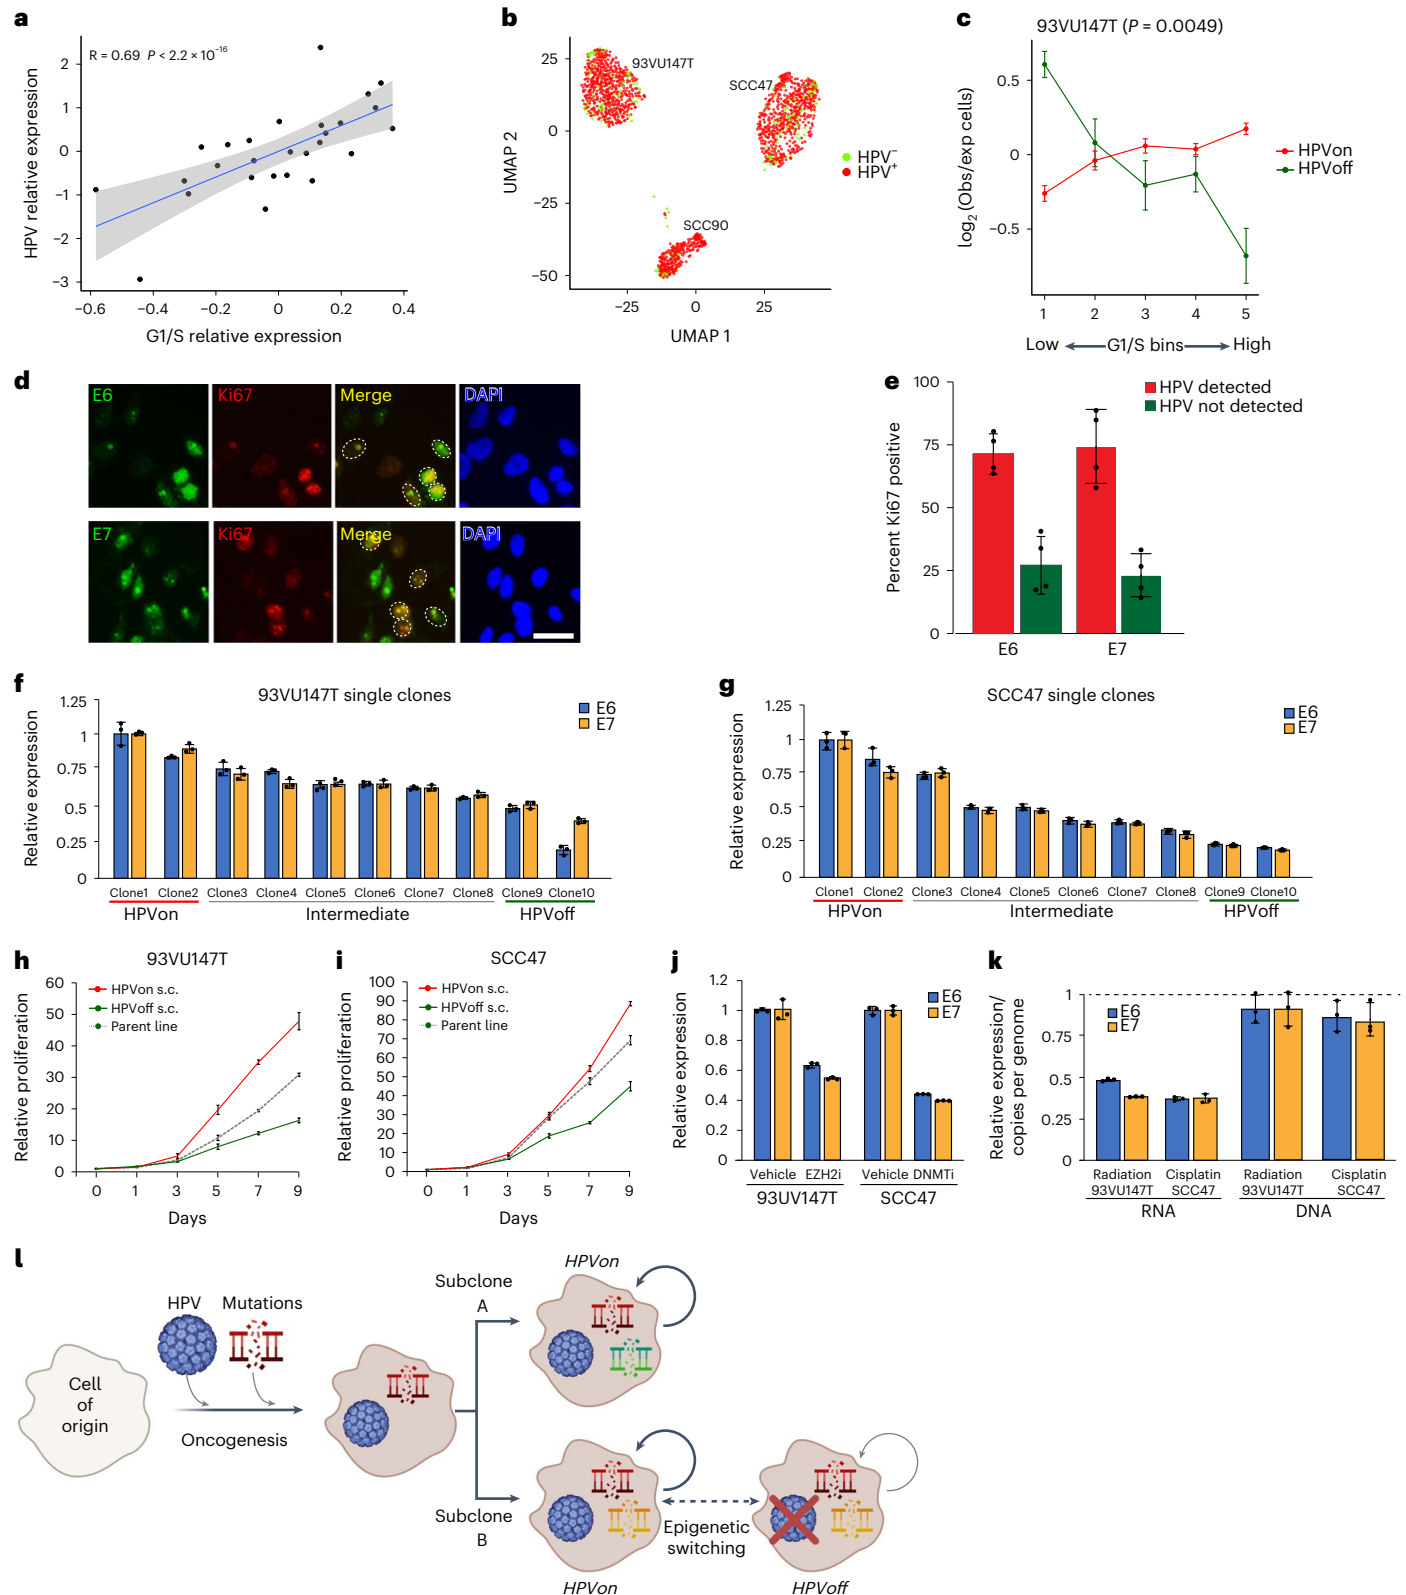 a
R = 0.69 P < 2.2 × 10⁻¹⁶
HPV relative expression
2
1
0
−1
−2
−3
−0.6
−0.4
−0.2
0
0.2
0.4
G1/S relative expression
b
25
0
−25
−50
UMAP 2
93VU147T
SCC47
SCC90
HPV⁻
HPV⁺
−25
0
25
UMAP 1
c
93VU147T (P = 0.0049)
0.5
0
−0.5
log₂ (Obs/exp cells)
HPVon
HPVoff
1
2
3
4
5
Low
G1/S bins
High
d
E6
Ki67
Merge
DAPI
E7
Ki67
Merge
DAPI
e
100
75
50
25
0
Percent Ki67 positive
HPV detected
HPV not detected
E6
E7
f
93VU147T single clones
1.25
1
0.75
0.5
0.25
0
Relative expression
E6
E7
Clone1
Clone2
Clone3
Clone4
Clone5
Clone6
Clone7
Clone8
Clone9
Clone10
HPVon
Intermediate
HPVoff
g
SCC47 single clones
1.25
1
0.75
0.5
0.25
0
Relative expression
E6
E7
Clone1
Clone2
Clone3
Clone4
Clone5
Clone6
Clone7
Clone8
Clone9
Clone10
HPVon
Intermediate
HPVoff
h
93VU147T
60
50
40
30
20
10
0
Relative proliferation
HPVon s.c.
HPVoff s.c.
Parent line
0
1
3
5
7
9
Days
i
SCC47
100
90
80
70
60
50
40
30
20
10
0
Relative proliferation
HPVon s.c.
HPVoff s.c.
Parent line
0
1
3
5
7
9
Days
j
1.2
1
0.8
0.6
0.4
0.2
0
Relative expression
E6
E7
Vehicle EZH2i
93UV147T
Vehicle DNMTi
SCC47
k
1
0.5
0.25
0
Relative expression/
copies per genome
E6
E7
Radiation
93VU147T
Cisplatin
SCC47
RNA
Radiation
93VU147T
Cisplatin
SCC47
DNA
l
Cell
of
origin
HPV
Mutations
Oncogenesis
Subclone
A
HPVon
Subclone
B
HPVon
Epigenetic
switching
HPVoff